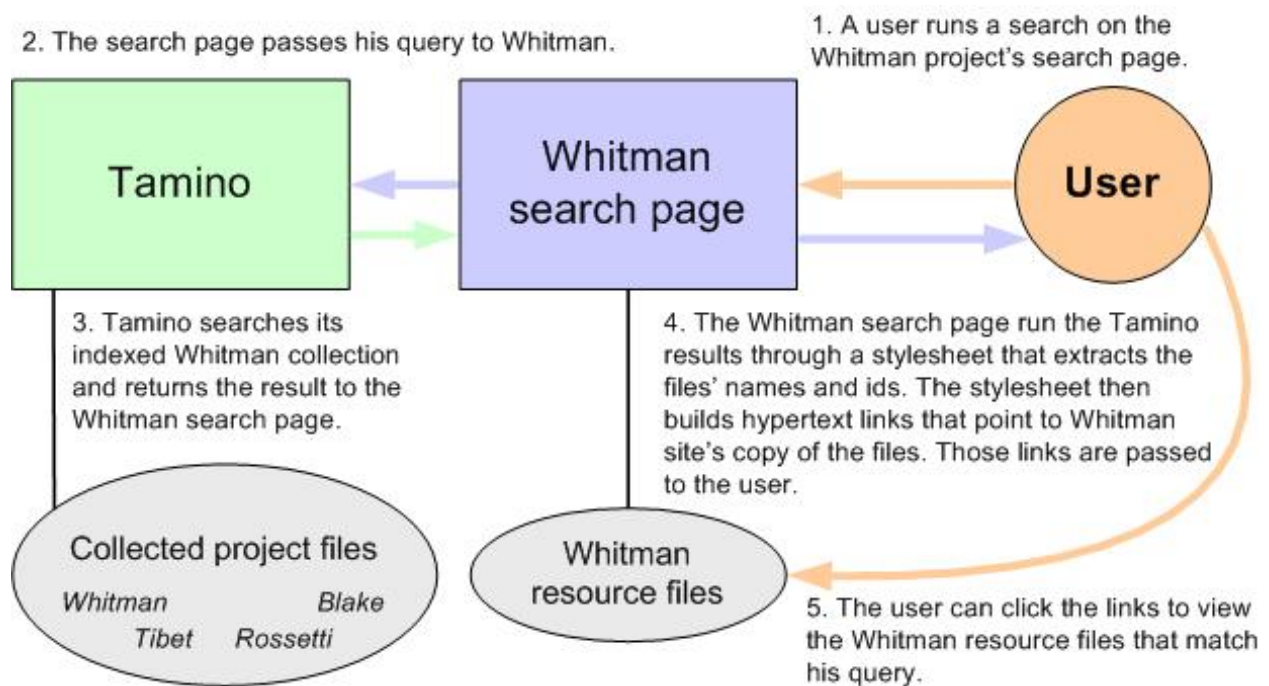 1. A user runs a search on the
Whitman project's search page.
2. The search page passes his query to Whitman.
Tamino
Whitman
search page
User
3. Tamino searches its
indexed Whitman collection
and returns the result to the
Whitman search page.
4. The Whitman search page run the Tamino
results through a stylesheet that extracts the
files' names and ids. The stylesheet then
builds hypertext links that point to Whitman
site's copy of the files. Those links are passed
to the user.
Collected project files
Whitman Blake
Tibet Rossetti
Whitman
resource files
5. The user can click the links to view
the Whitman resource files that match
his query.